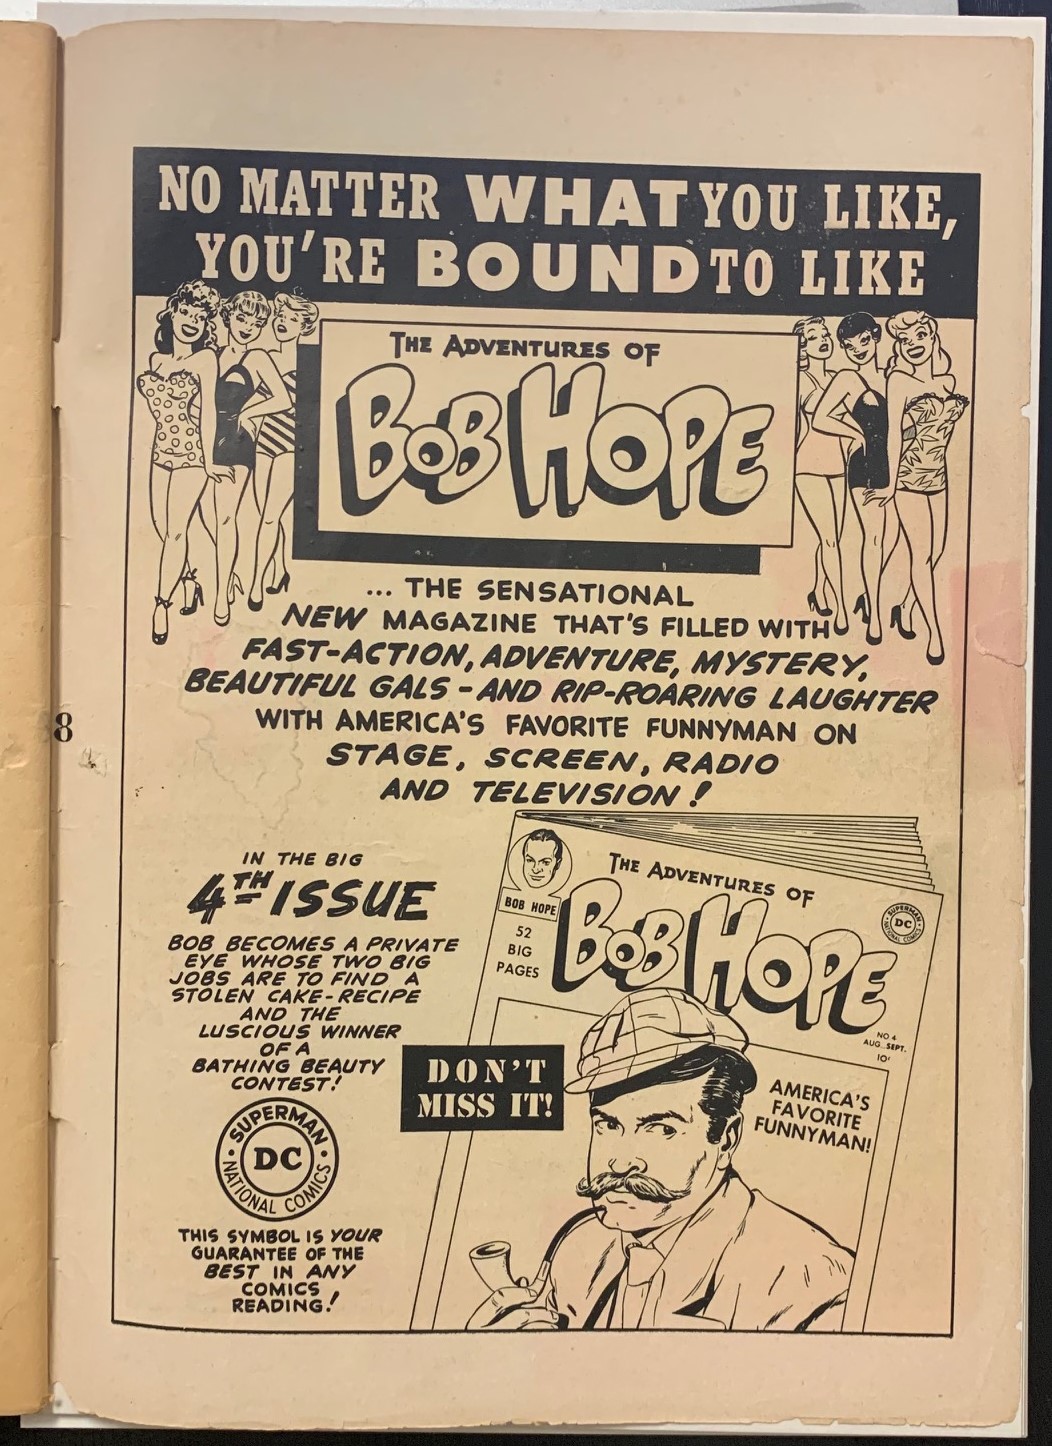 NO MATTER WHAT YOU LIKE,
YOU'RE BOUND TO LIKE
THE ADVENTURES OF
BOB HOPE
... THE SENSATIONAL
NEW MAGAZINE THAT'S FILLED WITH
FAST-ACTION, ADVENTURE, MYSTERY,
BEAUTIFUL GALS - AND RIP-ROARING LAUGHTER
WITH AMERICA'S FAVORITE FUNNYMAN ON
STAGE, SCREEN, RADIO
AND TELEVISION!
8
IN THE BIG
4TH ISSUE
BOB BECOMES A PRIVATE
EYE WHOSE TWO BIG
JOBS ARE TO FIND A
STOLEN CAKE-RECIPE
AND THE
LUSCIOUS WINNER
OF A
BATHING BEAUTY
CONTEST!
SUPERMAN
DC
NATIONAL COMICS
THIS SYMBOL IS YOUR
GUARANTEE OF THE
BEST IN ANY
COMICS
READING!
DON'T
MISS IT!
BOB HOPE
52
BIG
PAGES
THE ADVENTURES OF
BOB HOPE
SUPERMAN
DC
NATIONAL COMICS
NO.4
AUG.-SEPT.
10¢
AMERICA'S
FAVORITE
FUNNYMAN!